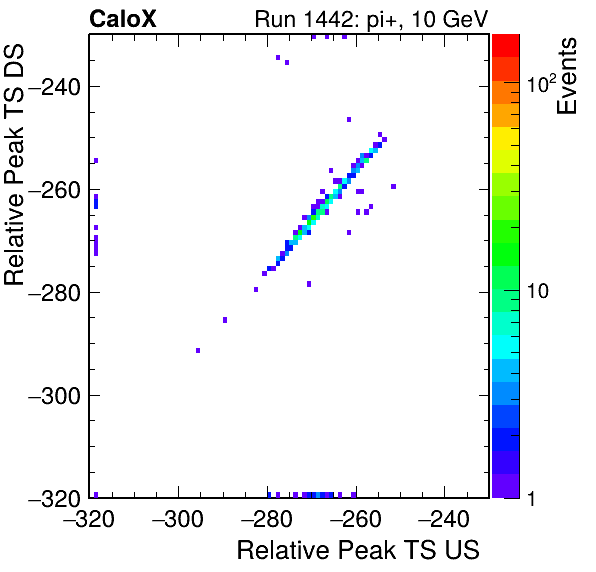 CaloX Run 1442: pi+, 10 GeV
Relative Peak TS DS
−240
−260
−280
−300
−320
−320 −300 −280 −260 −240
Relative Peak TS US
Events
10²
10
1